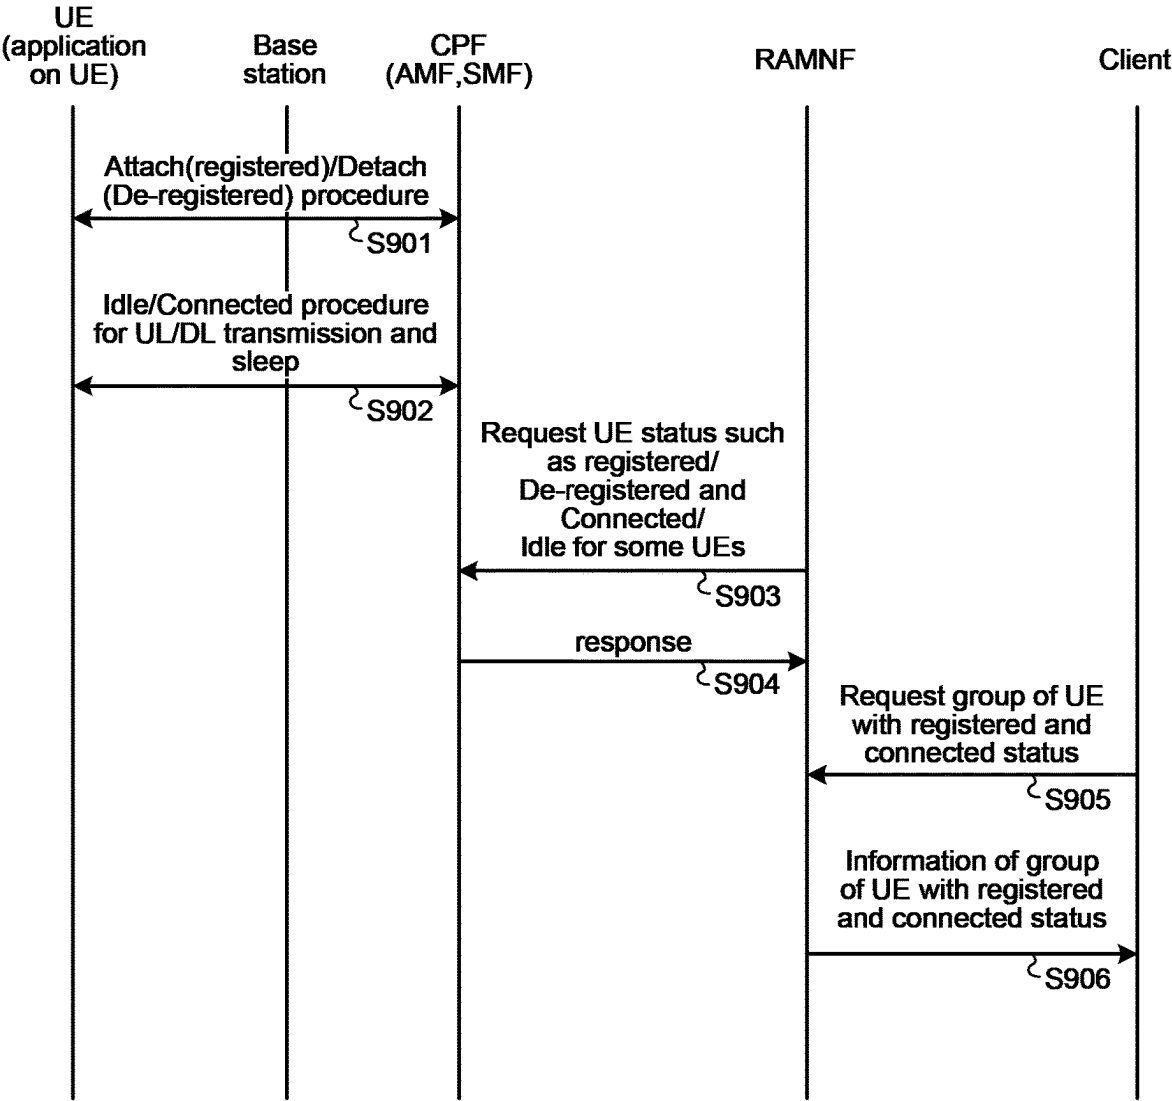 UE
(application
on UE)
Base
station
CPF
(AMF,SMF)
RAMNF
Client
Attach(registered)/Detach
(De-registered) procedure
S901
Idle/Connected procedure
for UL/DL transmission and
sleep
S902
Request UE status such
as registered/
De-registered and
Connected/
Idle for some UEs
S903
response
S904
Request group of UE
with registered and
connected status
S905
Information of group
of UE with registered
and connected status
S906